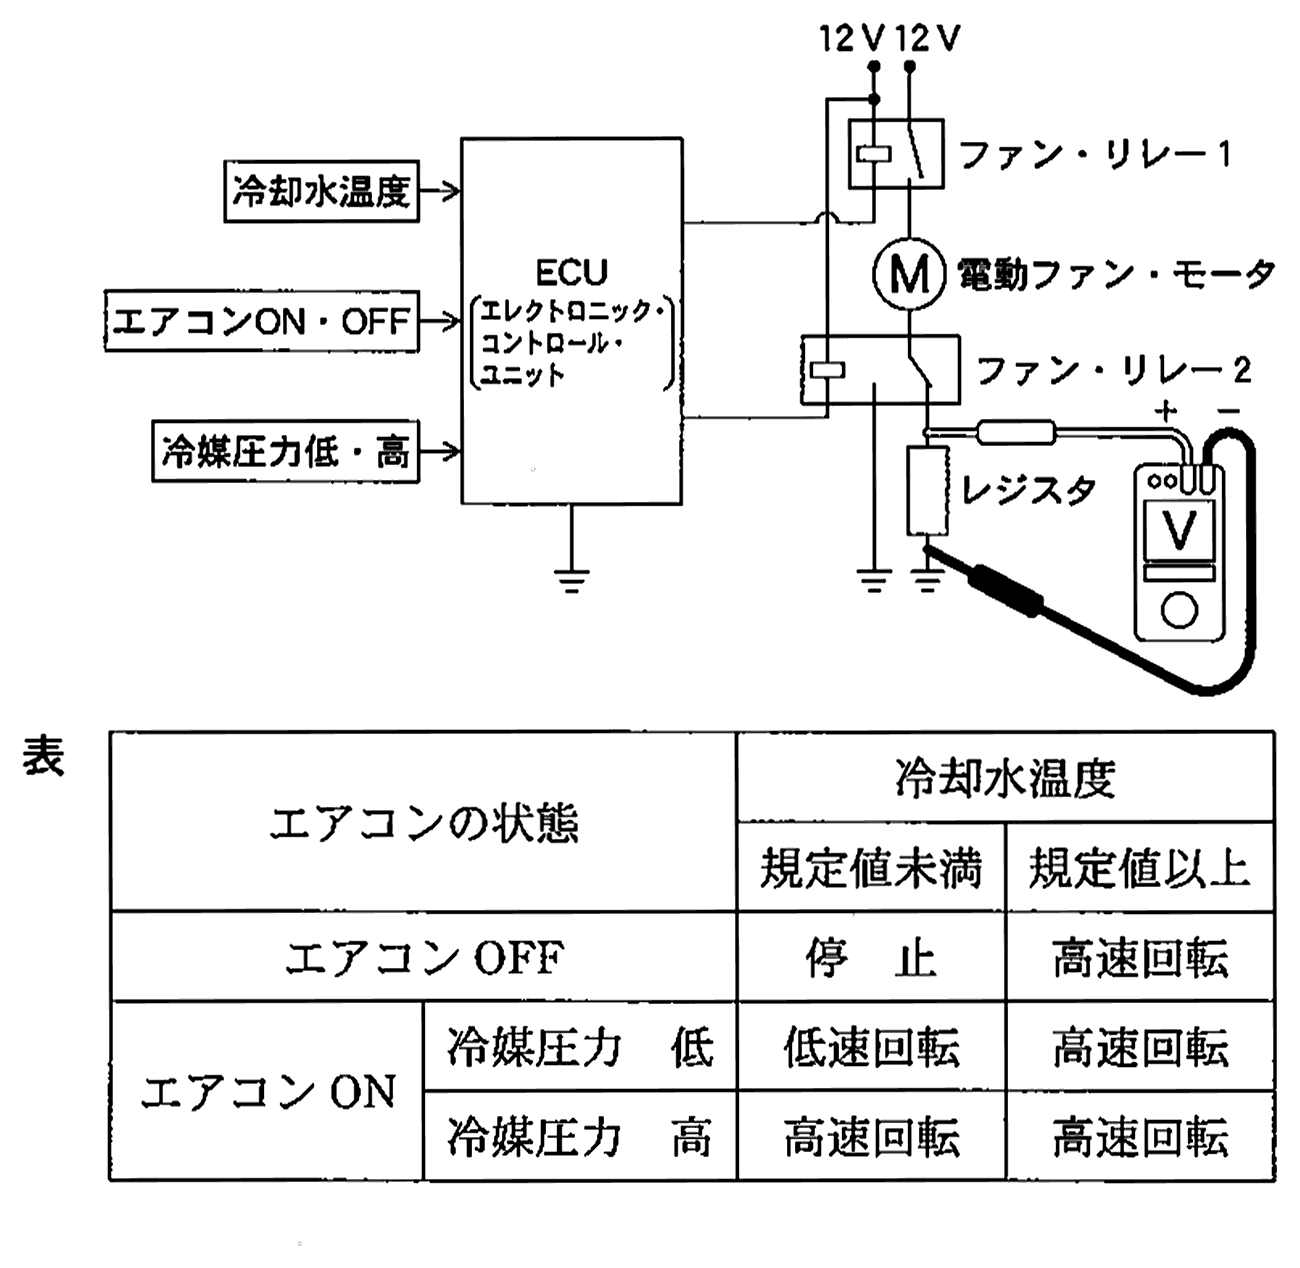 12V 12V
ファン・リレー1
冷却水温度
ECU
エレクトロニック・
コントロール・
ユニット
M 電動ファン・モータ
エアコンON・OFF
ファン・リレー2
+ −
冷媒圧力低・高
レジスタ
V
表
エアコンの状態
冷却水温度
規定値未満 規定値以上
エアコン OFF 停 止 高速回転
エアコン ON
冷媒圧力 低 低速回転 高速回転
冷媒圧力 高 高速回転 高速回転